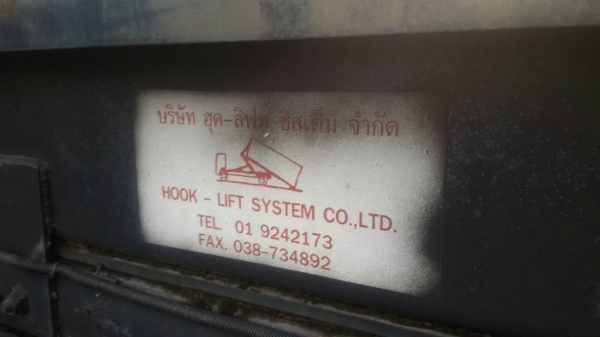 บริษัท ฮุค-ลิฟท์ ซิสเต็ม จำกัด
HOOK - LIFT SYSTEM CO.,LTD.
TEL 01 9242173
FAX. 038-734892